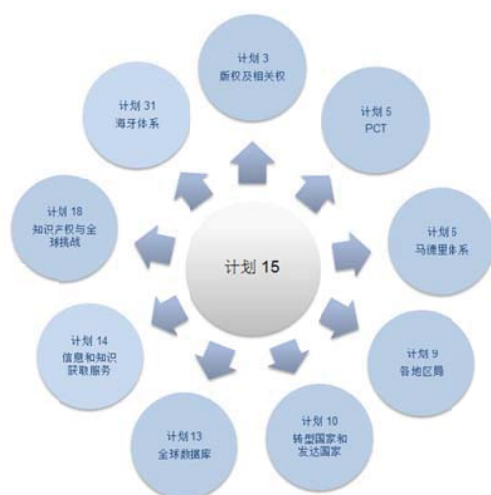 计划 3
版权及相关权
计划 5
PCT
计划 6
马德里体系
计划 9
各地区局
计划 10
转型国家和
发达国家
计划 13
全球数据库
计划 14
信息和知识
获取服务
计划 18
知识产权与全
球挑战
计划 31
海牙体系
计划 15